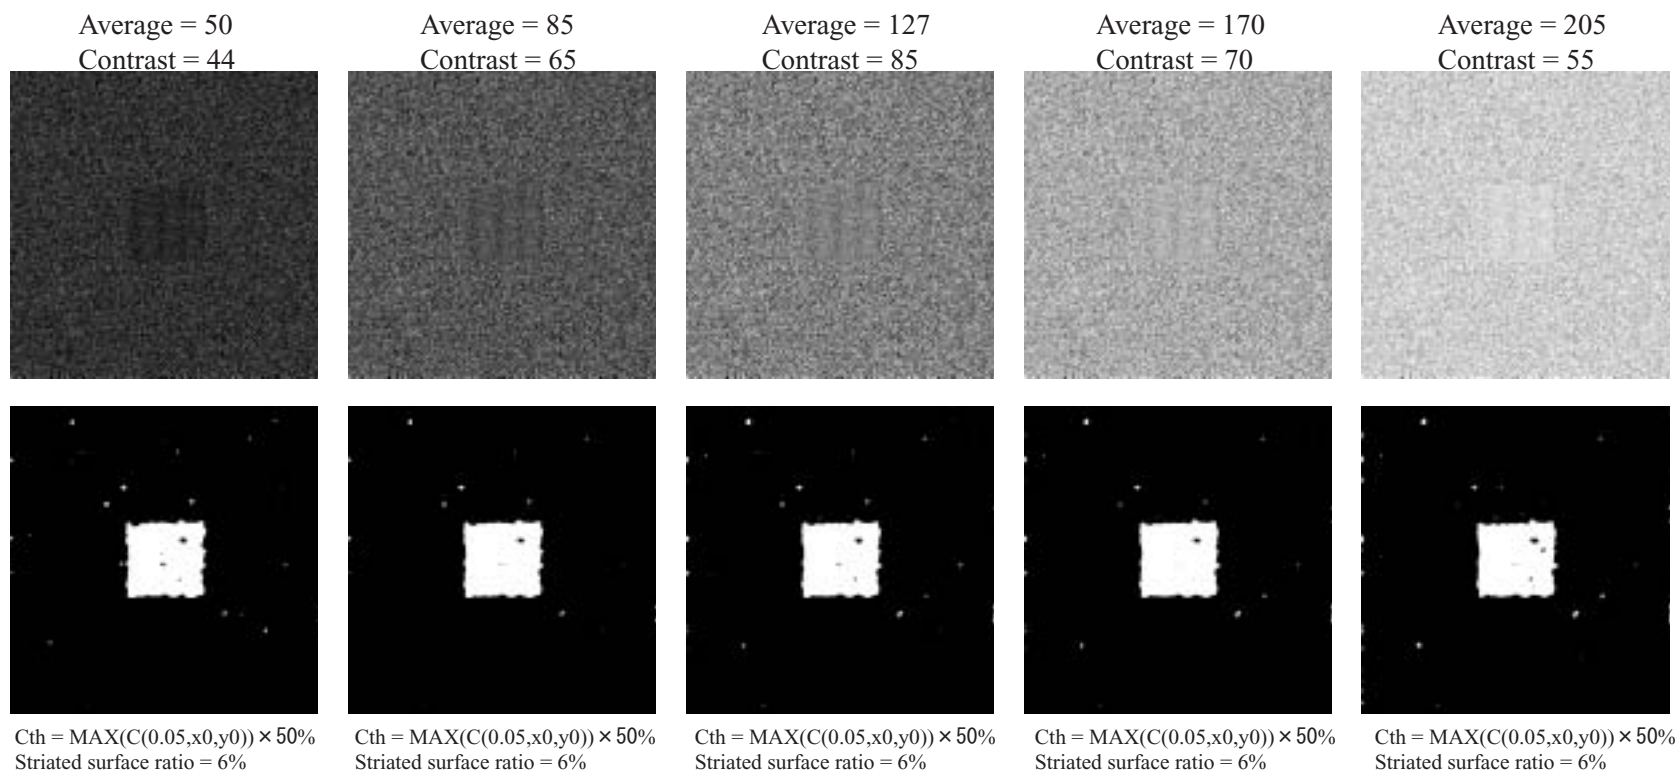 Average = 50
Contrast = 44
Average = 85
Contrast = 65
Average = 127
Contrast = 85
Average = 170
Contrast = 70
Average = 205
Contrast = 55
Cth = MAX(C(0.05,x0,y0)) × 50%
Striated surface ratio = 6%
Cth = MAX(C(0.05,x0,y0)) × 50%
Striated surface ratio = 6%
Cth = MAX(C(0.05,x0,y0)) × 50%
Striated surface ratio = 6%
Cth = MAX(C(0.05,x0,y0)) × 50%
Striated surface ratio = 6%
Cth = MAX(C(0.05,x0,y0)) × 50%
Striated surface ratio = 6%